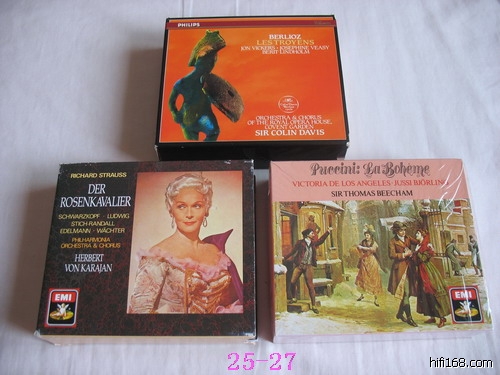 PHILIPS
BERLIOZ
LES TROYENS
JON VICKERS · JOSEPHINE VEASY
BERIT LINDHOLM
ORCHESTRA & CHORUS
OF THE ROYAL OPERA HOUSE,
COVENT GARDEN
SIR COLIN DAVIS
RICHARD STRAUSS
DER
ROSENKAVALIER
SCHWARZKOPF · LUDWIG
STICH-RANDALL
EDELMANN · WÄCHTER
PHILHARMONIA
ORCHESTRA & CHORUS
HERBERT
VON KARAJAN
EMI
Puccini: La Bohème
VICTORIA DE LOS ANGELES · JUSSI BJÖRLING
SIR THOMAS BEECHAM
EMI
25-27
hifi168.com